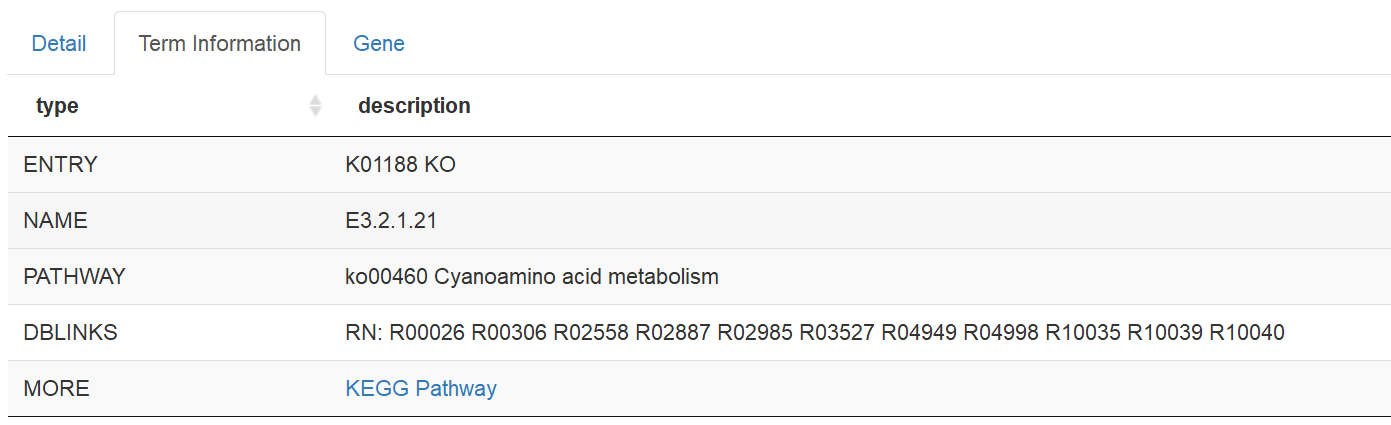 Detail Term Information Gene
type description
ENTRY K01188 KO
NAME E3.2.1.21
PATHWAY ko00460 Cyanoamino acid metabolism
DBLINKS RN: R00026 R00306 R02558 R02887 R02985 R03527 R04949 R04998 R10035 R10039 R10040
MORE KEGG Pathway